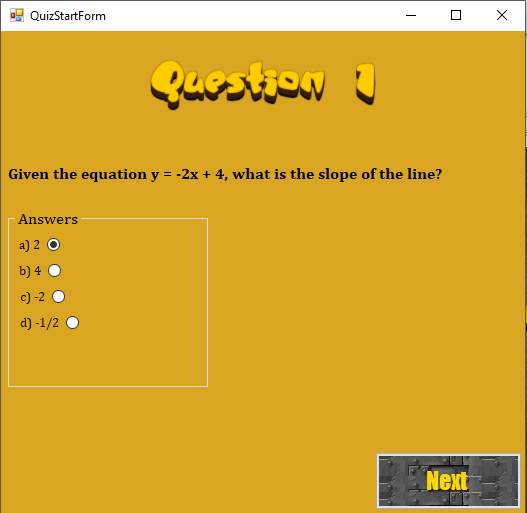 QuizStartForm
Question 1
Given the equation y = -2x + 4, what is the slope of the line?
Answers
a) 2
b) 4
c) -2
d) -1/2
Next